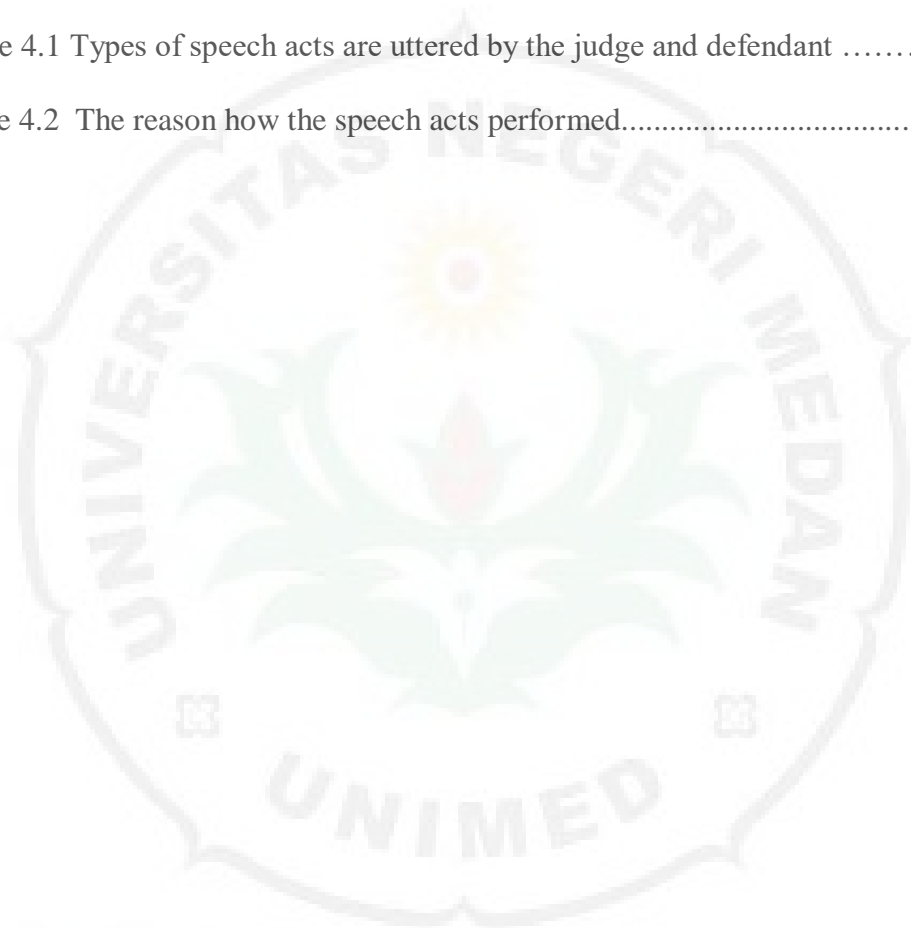 e 4.1 Types of speech acts are uttered by the judge and defendant …….
e 4.2  The reason how the speech acts performed...................................
UNIVERSITAS NEGERI MEDAN
UNIMED